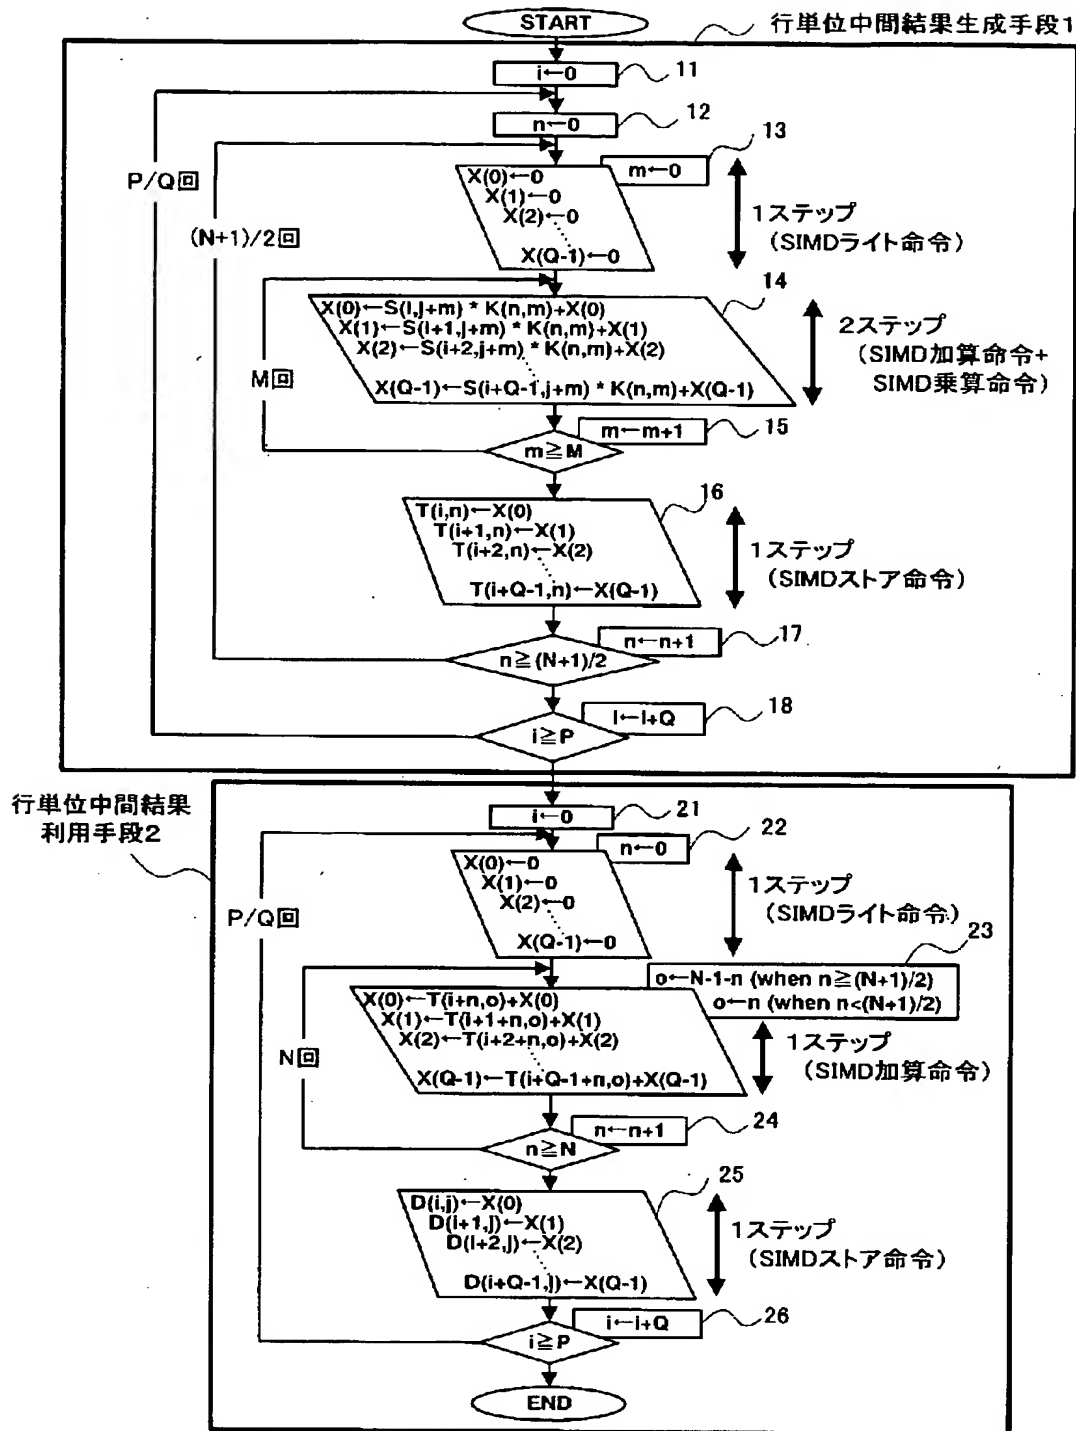 START
行単位中間結果生成手段1
i←0
11
n←0
12
13
m←0
P/Q回
(N+1)/2回
X(0)←0
X(1)←0
X(2)←0
X(Q-1)←0
1ステップ
(SIMDライト命令)
14
X(0)←S(i,j+m) * K(n,m)+X(0)
X(1)←S(i+1,j+m) * K(n,m)+X(1)
X(2)←S(i+2,j+m) * K(n,m)+X(2)
X(Q-1)←S(i+Q-1,j+m) * K(n,m)+X(Q-1)
M回
2ステップ
(SIMD加算命令+
SIMD乗算命令)
m←m+1
15
m≧M
16
T(i,n)←X(0)
T(i+1,n)←X(1)
T(i+2,n)←X(2)
T(i+Q-1,n)←X(Q-1)
1ステップ
(SIMDストア命令)
n←n+1
17
n≧(N+1)/2
i←i+Q
18
i≧P
行単位中間結果
利用手段2
i←0
21
n←0
22
P/Q回
X(0)←0
X(1)←0
X(2)←0
X(Q-1)←0
1ステップ
(SIMDライト命令)
23
o←N-1-n (when n≧(N+1)/2)
o←n (when n<(N+1)/2)
X(0)←T(i+n,o)+X(0)
X(1)←T(i+1+n,o)+X(1)
X(2)←T(i+2+n,o)+X(2)
X(Q-1)←T(i+Q-1+n,o)+X(Q-1)
N回
1ステップ
(SIMD加算命令)
n←n+1
24
n≧N
25
D(i,j)←X(0)
D(i+1,j)←X(1)
D(i+2,j)←X(2)
D(i+Q-1,j)←X(Q-1)
1ステップ
(SIMDストア命令)
i←i+Q
26
i≧P
END